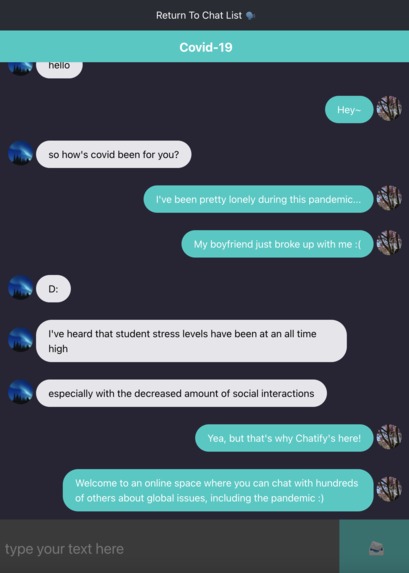 Return To Chat List
Covid-19
hello
Hey~
so how's covid been for you?
I've been pretty lonely during this pandemic...
My boyfriend just broke up with me :(
D:
I've heard that student stress levels have been at an all time
high
especially with the decreased amount of social interactions
Yea, but that's why Chatify's here!
Welcome to an online space where you can chat with hundreds
of others about global issues, including the pandemic :)
type your text here